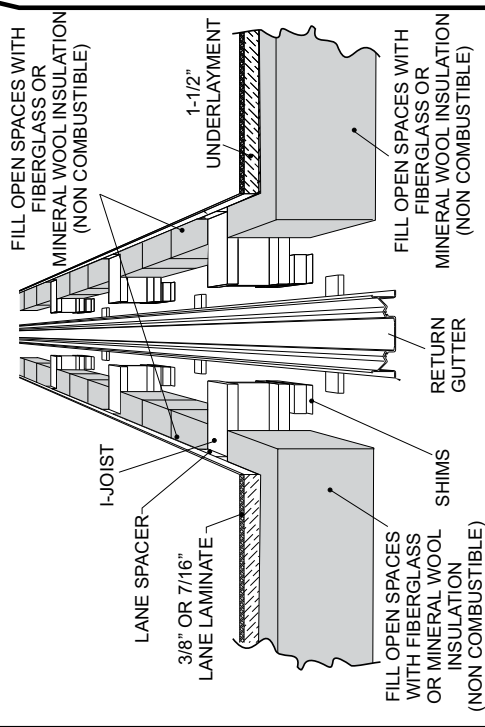 FILL OPEN SPACES WITH
FIBERGLASS OR
MINERAL WOOL INSULATION
(NON COMBUSTIBLE)
1-1/2"
UNDERLAYMENT
I-JOIST
LANE SPACER
3/8" OR 7/16"
LANE LAMINATE
FILL OPEN SPACES
WITH FIBERGLASS
OR MINERAL WOOL
INSULATION
(NON COMBUSTIBLE)
SHIMS
RETURN
GUTTER
FILL OPEN SPACES WITH
FIBERGLASS OR
MINERAL WOOL INSULATION
(NON COMBUSTIBLE)